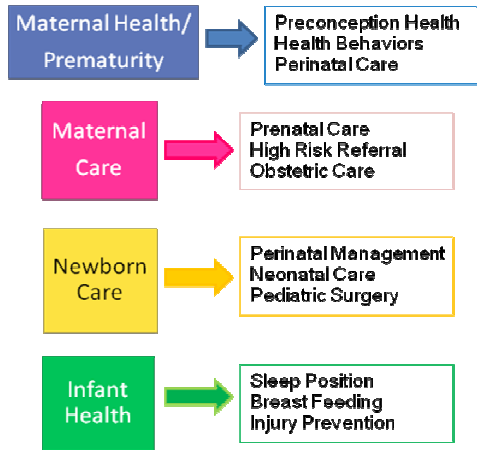 Maternal Health/
Prematurity
Preconception Health
Health Behaviors
Perinatal Care
Maternal
Care
Prenatal Care
High Risk Referral
Obstetric Care
Newborn
Care
Perinatal Management
Neonatal Care
Pediatric Surgery
Infant
Health
Sleep Position
Breast Feeding
Injury Prevention